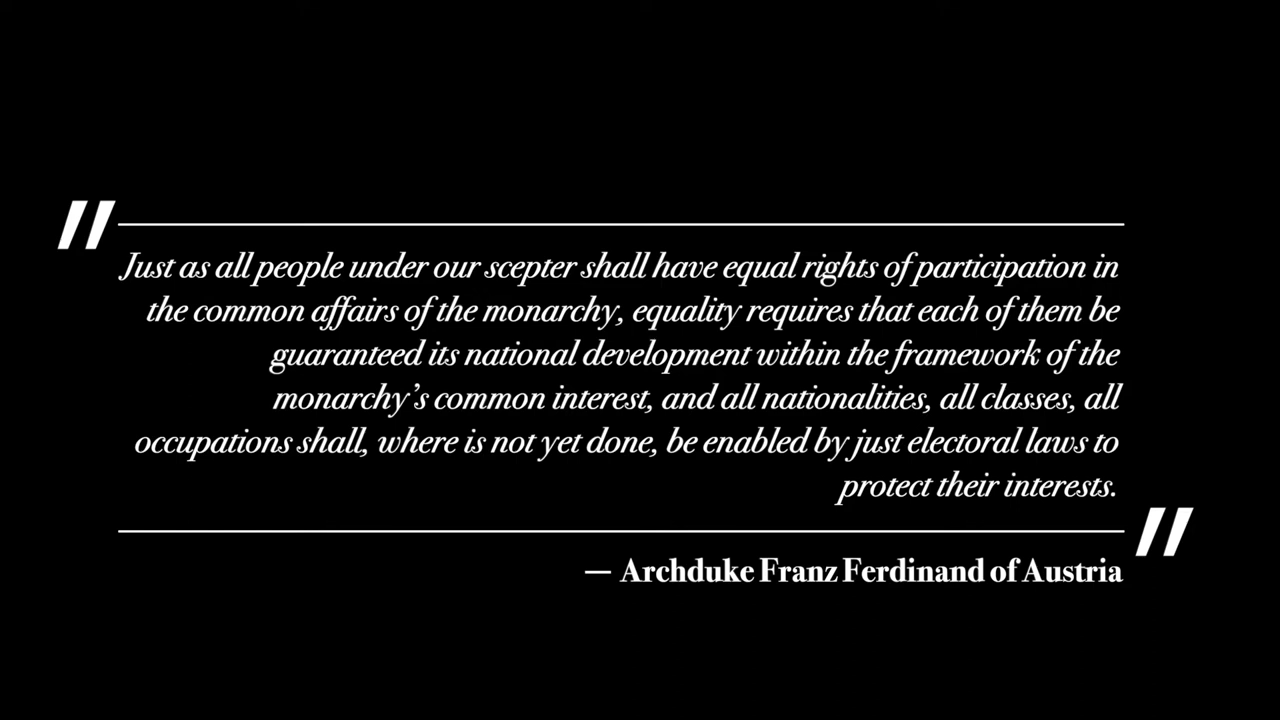 "
Just as all people under our scepter shall have equal rights of participation in
the common affairs of the monarchy, equality requires that each of them be
guaranteed its national development within the framework of the
monarchy’s common interest, and all nationalities, all classes, all
occupations shall, where is not yet done, be enabled by just electoral laws to
protect their interests.
"
— Archduke Franz Ferdinand of Austria